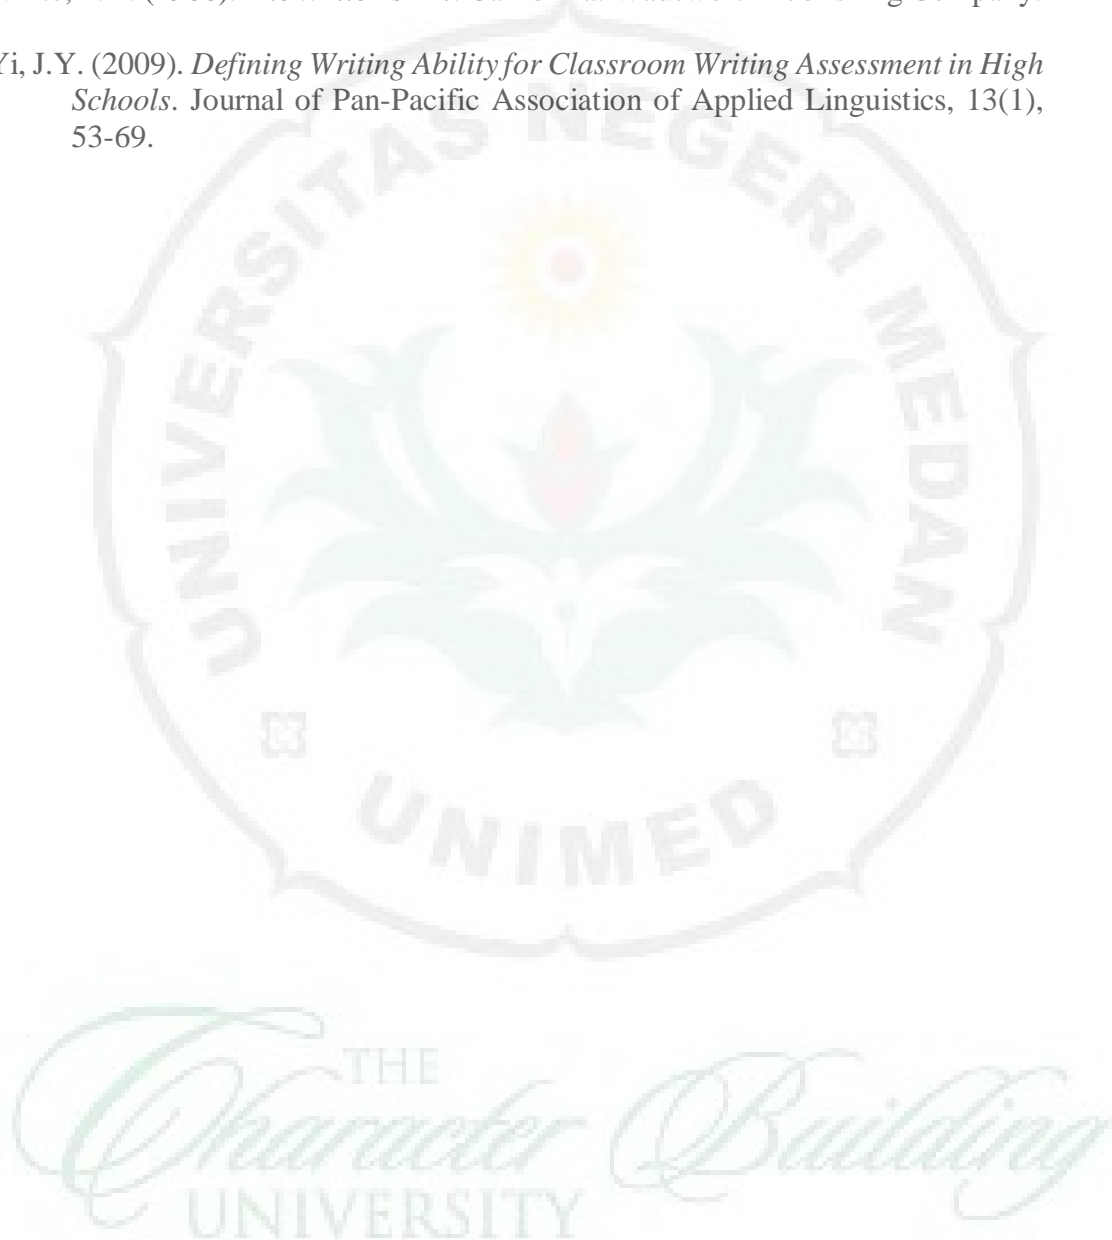 Yi, J.Y. (2009). Defining Writing Ability for Classroom Writing Assessment in High
Schools. Journal of Pan-Pacific Association of Applied Linguistics, 13(1),
53-69.
UNIVERSITAS NEGERI MEDAN
UNIMED
THE
Character Building
UNIVERSITY